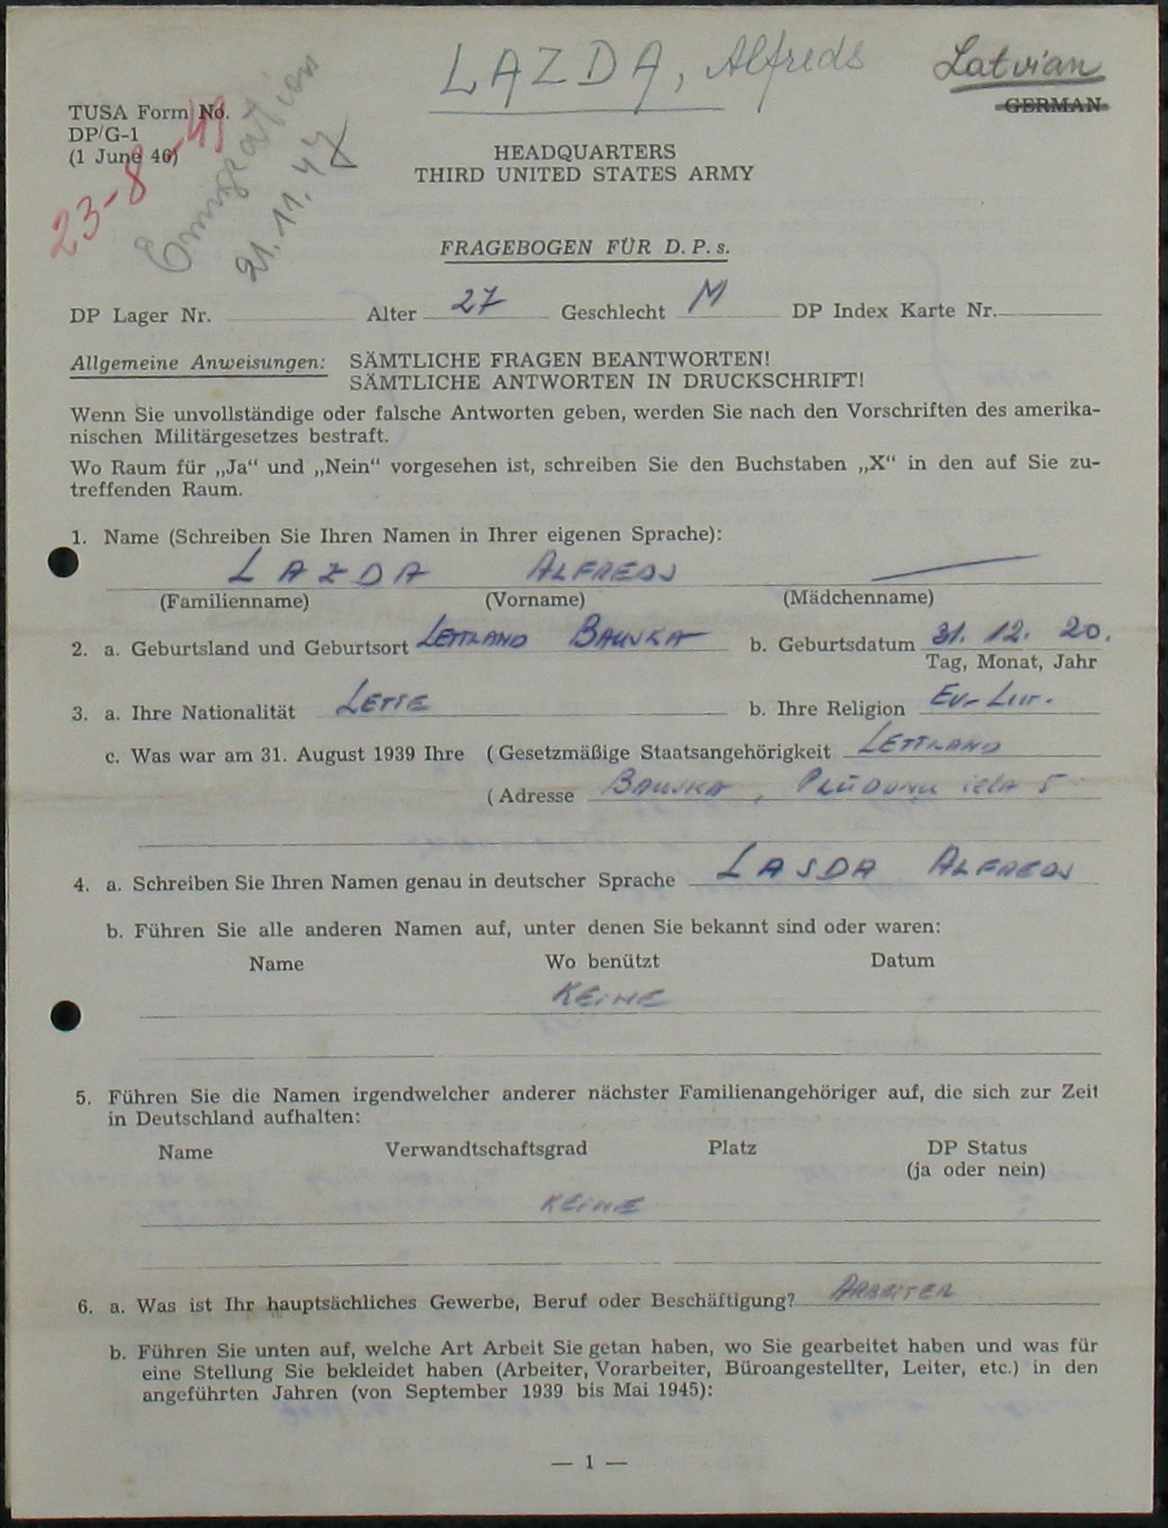 LAZDA, Alfreds
Latvian
GERMAN
TUSA Form No.
DP/G-1
(1 June 46)
23-8-49
Emigration
21.11.47
HEADQUARTERS
THIRD UNITED STATES ARMY
FRAGEBOGEN FÜR D. P. s.
DP Lager Nr. Alter 27 Geschlecht M DP Index Karte Nr.
Allgemeine Anweisungen: SÄMTLICHE FRAGEN BEANTWORTEN!
SÄMTLICHE ANTWORTEN IN DRUCKSCHRIFT!
Wenn Sie unvollständige oder falsche Antworten geben, werden Sie nach den Vorschriften des amerika-
nischen Militärgesetzes bestraft.
Wo Raum für „Ja“ und „Nein“ vorgesehen ist, schreiben Sie den Buchstaben „X“ in den auf Sie zu-
treffenden Raum.
1. Name (Schreiben Sie Ihren Namen in Ihrer eigenen Sprache):
LAZDA ALFREDS —
(Familienname) (Vorname) (Mädchenname)
2. a. Geburtsland und Geburtsort LETTLAND BAUSKA b. Geburtsdatum 31. 12. 20.
Tag, Monat, Jahr
3. a. Ihre Nationalität LETTE b. Ihre Religion EV.-LUT.
c. Was war am 31. August 1939 Ihre ( Gesetzmäßige Staatsangehörigkeit LETTLAND
( Adresse BAUSKA, PLŪDOŅU IELA 5
4. a. Schreiben Sie Ihren Namen genau in deutscher Sprache LASDA ALFREDS
b. Führen Sie alle anderen Namen auf, unter denen Sie bekannt sind oder waren:
Name Wo benützt Datum
KEINE
5. Führen Sie die Namen irgendwelcher anderer nächster Familienangehöriger auf, die sich zur Zeit
in Deutschland aufhalten:
Name Verwandtschaftsgrad Platz DP Status
(ja oder nein)
KEINE
6. a. Was ist Ihr hauptsächliches Gewerbe, Beruf oder Beschäftigung? ARBEITER
b. Führen Sie unten auf, welche Art Arbeit Sie getan haben, wo Sie gearbeitet haben und was für
eine Stellung Sie bekleidet haben (Arbeiter, Vorarbeiter, Büroangestellter, Leiter, etc.) in den
angeführten Jahren (von September 1939 bis Mai 1945):
— 1 —